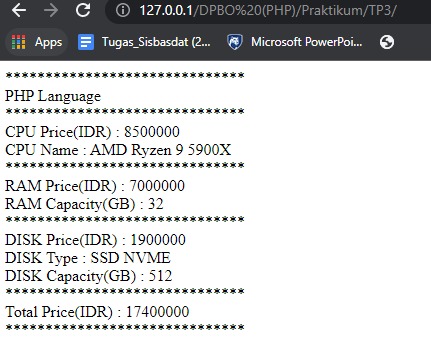 127.0.0.1/DPBO%20(PHP)/Praktikum/TP3/
Apps Tugas_Sisbasdat (2... Microsoft PowerPoi...
******************************
PHP Language
******************************
CPU Price(IDR) : 8500000
CPU Name : AMD Ryzen 9 5900X
******************************
RAM Price(IDR) : 7000000
RAM Capacity(GB) : 32
******************************
DISK Price(IDR) : 1900000
DISK Type : SSD NVME
DISK Capacity(GB) : 512
******************************
Total Price(IDR) : 17400000
******************************